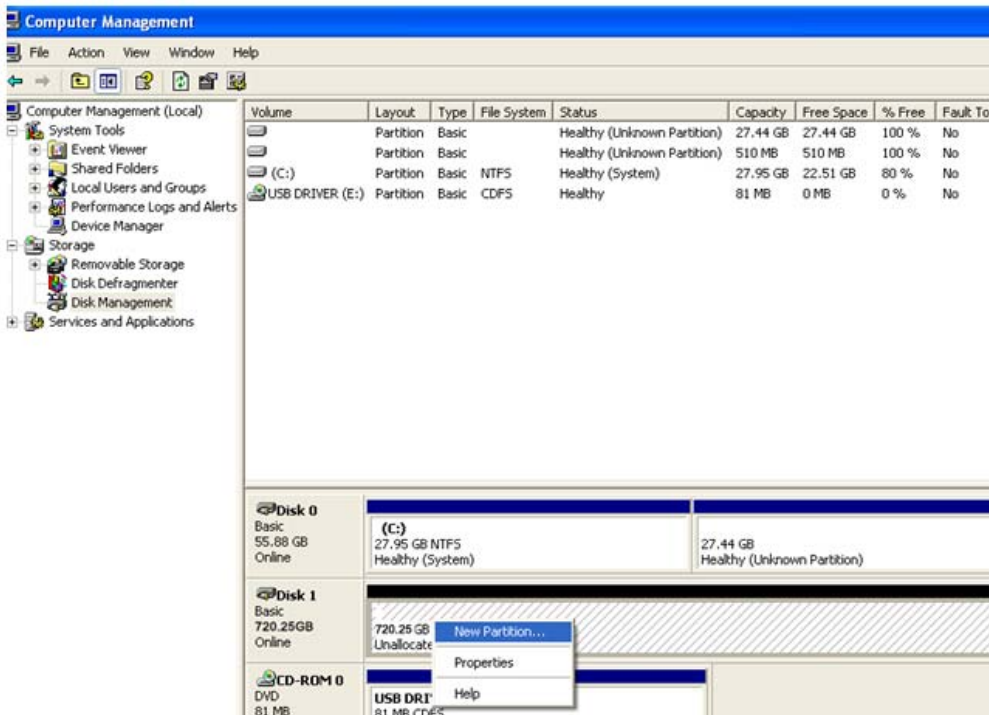 Computer Management
File Action View Window Help
Computer Management (Local)
System Tools
Event Viewer
Shared Folders
Local Users and Groups
Performance Logs and Alerts
Device Manager
Storage
Removable Storage
Disk Defragmenter
Disk Management
Services and Applications
Volume Layout Type File System Status Capacity Free Space % Free Fault To
Partition Basic Healthy (Unknown Partition) 27.44 GB 27.44 GB 100 % No
Partition Basic Healthy (Unknown Partition) 510 MB 510 MB 100 % No
(C:) Partition Basic NTFS Healthy (System) 27.95 GB 22.51 GB 80 % No
USB DRIVER (E:) Partition Basic CDFS Healthy 81 MB 0 MB 0 % No
Disk 0
Basic
55.88 GB
Online
(C:)
27.95 GB NTFS
Healthy (System)
27.44 GB
Healthy (Unknown Partition)
Disk 1
Basic
720.25GB
Online
720.25 GB
Unallocate
New Partition...
Properties
Help
CD-ROM 0
DVD
81 MB
USB DRI
81 MB CDFS